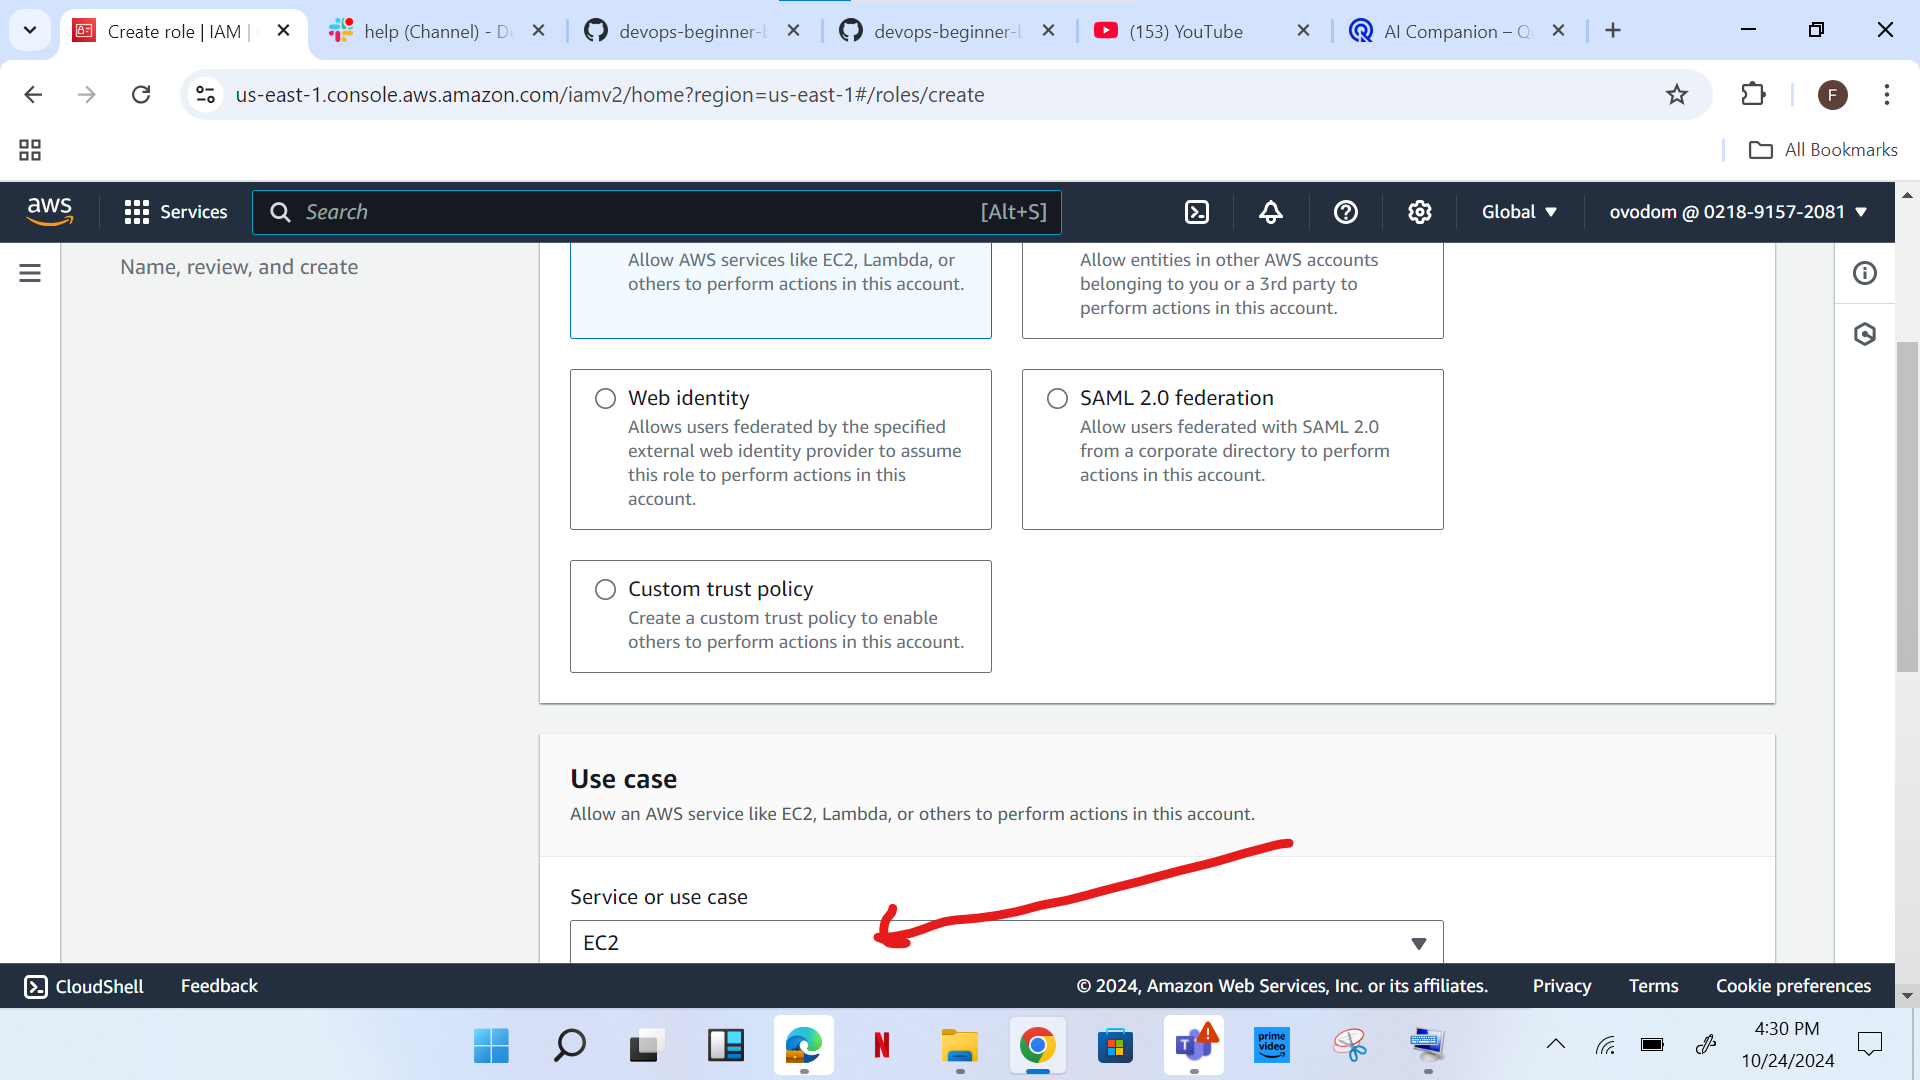 Create role | IAM |
help (Channel) - De
devops-beginner-b
devops-beginner-b
(153) YouTube
AI Companion – Qu
us-east-1.console.aws.amazon.com/iamv2/home?region=us-east-1#/roles/create
F
All Bookmarks
aws
Services
Search
[Alt+S]
Global
ovodom @ 0218-9157-2081
Name, review, and create
Allow AWS services like EC2, Lambda, or
others to perform actions in this account.
Allow entities in other AWS accounts
belonging to you or a 3rd party to
perform actions in this account.
Web identity
Allows users federated by the specified
external web identity provider to assume
this role to perform actions in this
account.
SAML 2.0 federation
Allow users federated with SAML 2.0
from a corporate directory to perform
actions in this account.
Custom trust policy
Create a custom trust policy to enable
others to perform actions in this account.
Use case
Allow an AWS service like EC2, Lambda, or others to perform actions in this account.
Service or use case
EC2
CloudShell
Feedback
© 2024, Amazon Web Services, Inc. or its affiliates.
Privacy
Terms
Cookie preferences
N
T
prime
video
4:30 PM
10/24/2024